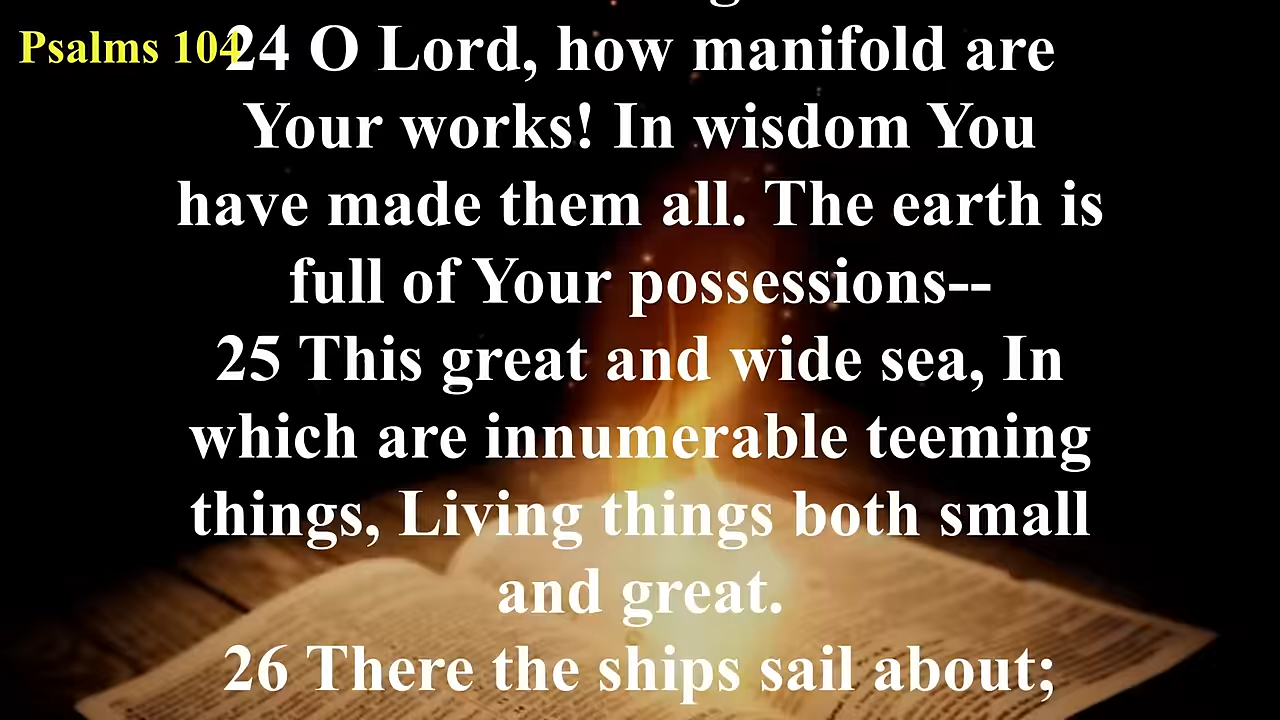 Psalms 104
24 O Lord, how manifold are
Your works! In wisdom You
have made them all. The earth is
full of Your possessions--
25 This great and wide sea, In
which are innumerable teeming
things, Living things both small
and great.
26 There the ships sail about;